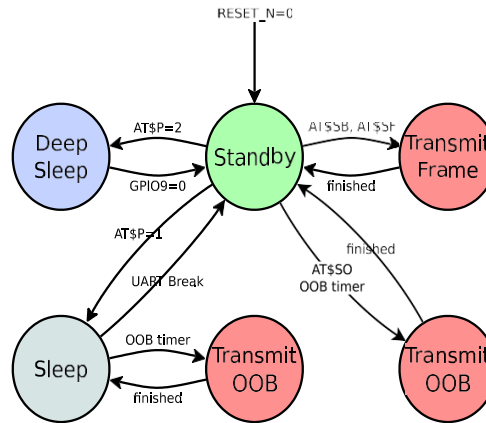 RESET_N=0
AT$P=2
AT$SB, AT$SF
Deep
Sleep
Standby
Transmit
Frame
GPIO9=0
finished
AT$P=1
finished
UART Break
AT$SO
OOB timer
OOB timer
Sleep
Transmit
OOB
Transmit
OOB
finished